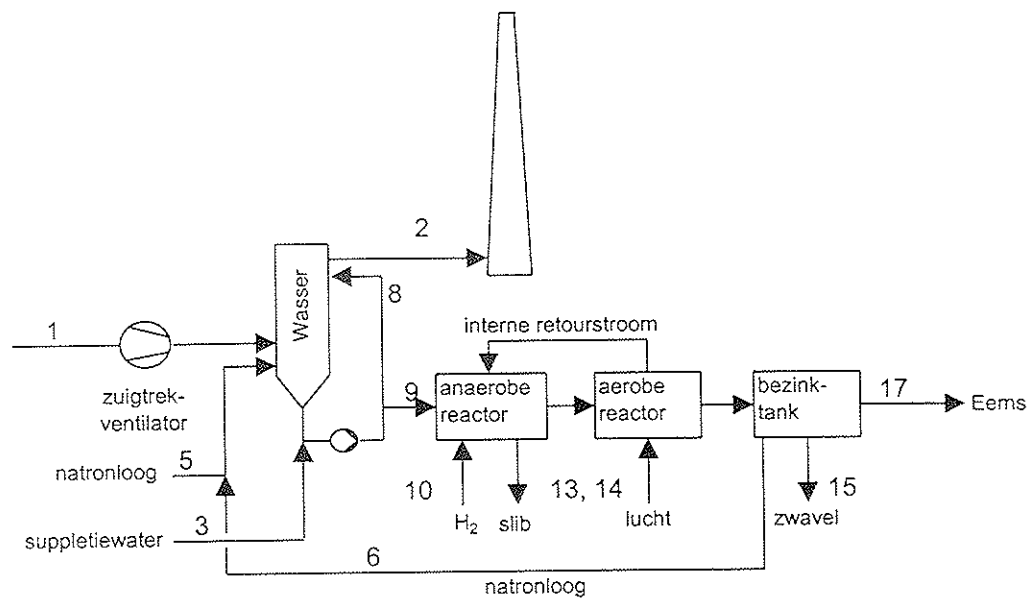 2
Wasser
8
1
interne retourstroom
zuigtrek-
ventilator
9
anaerobe
reactor
aerobe
reactor
bezink-
tank
17
Eems
natronloog
5
10
13, 14
15
H₂
slib
lucht
zwavel
suppletiewater
3
6
natronloog